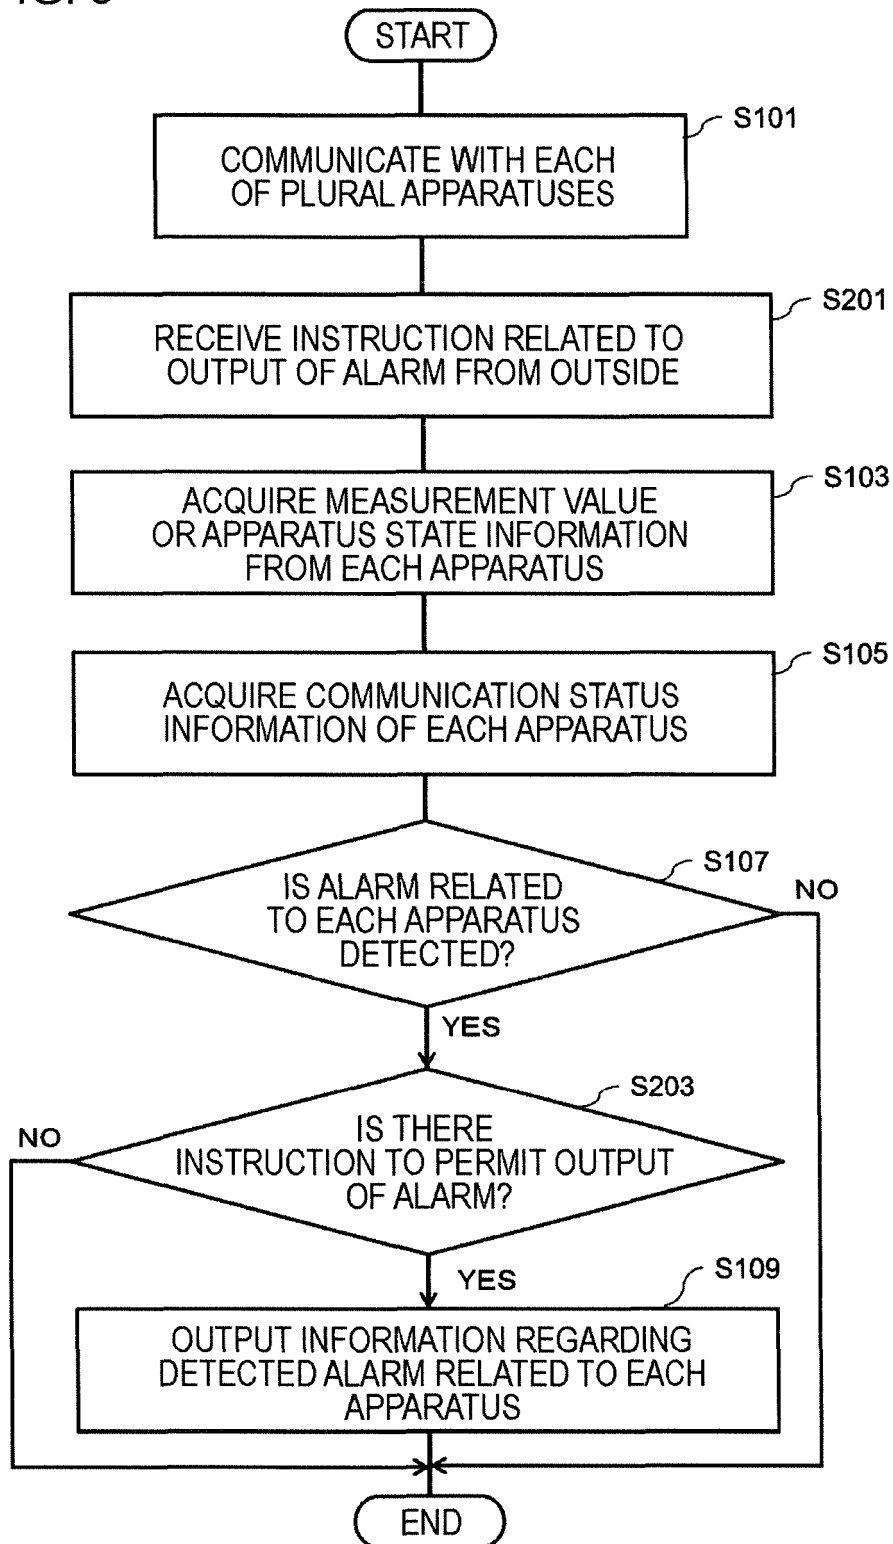 START
S101
COMMUNICATE WITH EACH
OF PLURAL APPARATUSES
S201
RECEIVE INSTRUCTION RELATED TO
OUTPUT OF ALARM FROM OUTSIDE
S103
ACQUIRE MEASUREMENT VALUE
OR APPARATUS STATE INFORMATION
FROM EACH APPARATUS
S105
ACQUIRE COMMUNICATION STATUS
INFORMATION OF EACH APPARATUS
S107
NO
IS ALARM RELATED
TO EACH APPARATUS
DETECTED?
YES
S203
NO
IS THERE
INSTRUCTION TO PERMIT OUTPUT
OF ALARM?
YES
S109
OUTPUT INFORMATION REGARDING
DETECTED ALARM RELATED TO EACH
APPARATUS
END